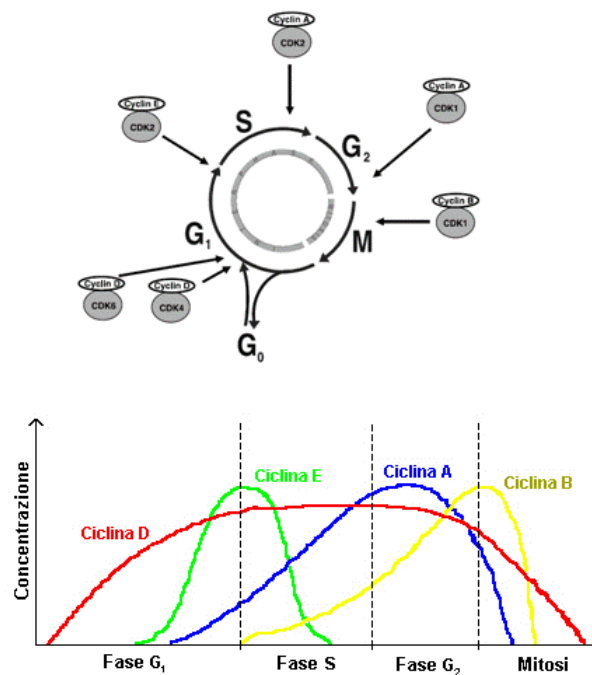 Cyclin A
CDK2
Cyclin E
CDK2
Cyclin A
CDK1
S
G2
Cyclin B
CDK1
G1
M
Cyclin D
CDK6
Cyclin D
CDK4
G0
Concentrazione
Ciclina D
Ciclina E
Ciclina A
Ciclina B
Fase G1
Fase S
Fase G2
Mitosi